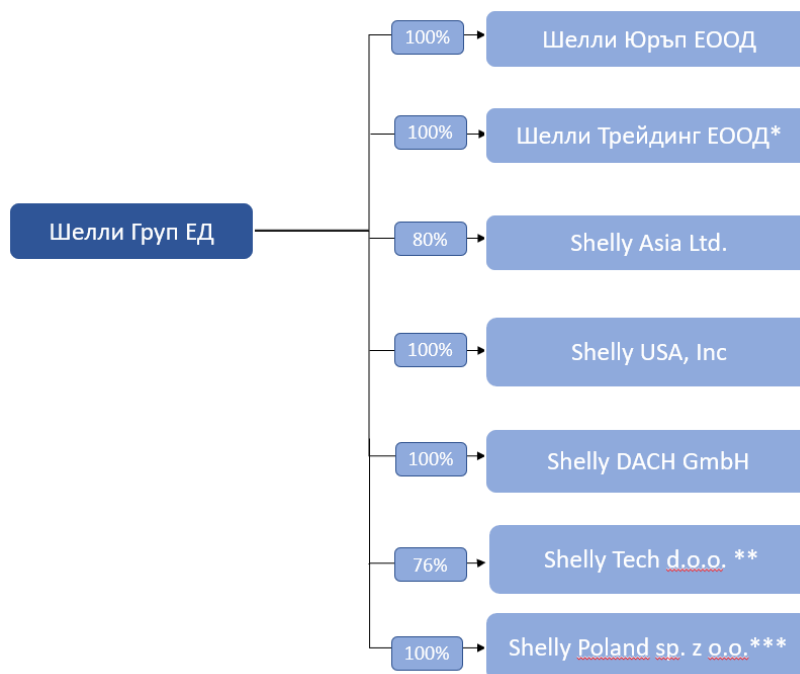 100%
Шелли Юръп ЕООД
100%
Шелли Трейдинг ЕООД*
Шелли Груп ЕД
80%
Shelly Asia Ltd.
100%
Shelly USA, Inc
100%
Shelly DACH GmbH
76%
Shelly Tech d.o.o. **
100%
Shelly Poland sp. z o.o.***